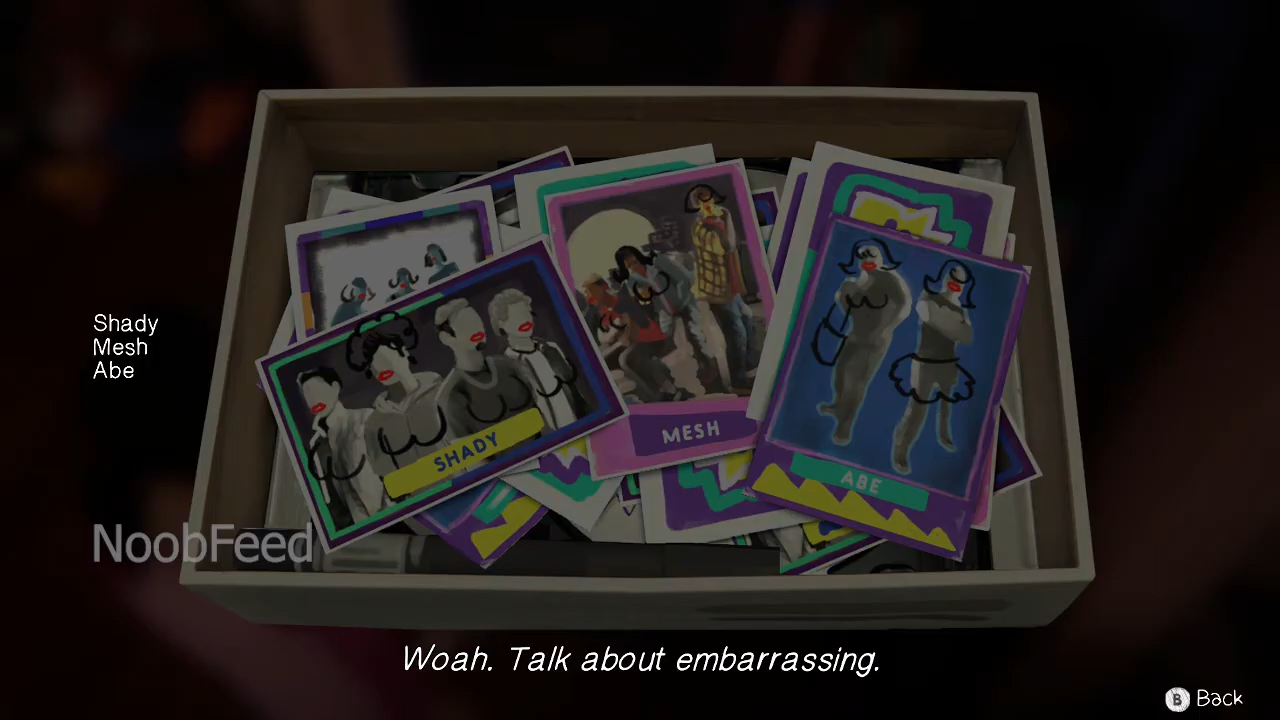 Shady
Mesh
Abe
SHADY
MESH
ABE
NoobFeed
Woah. Talk about embarrassing.
B Back